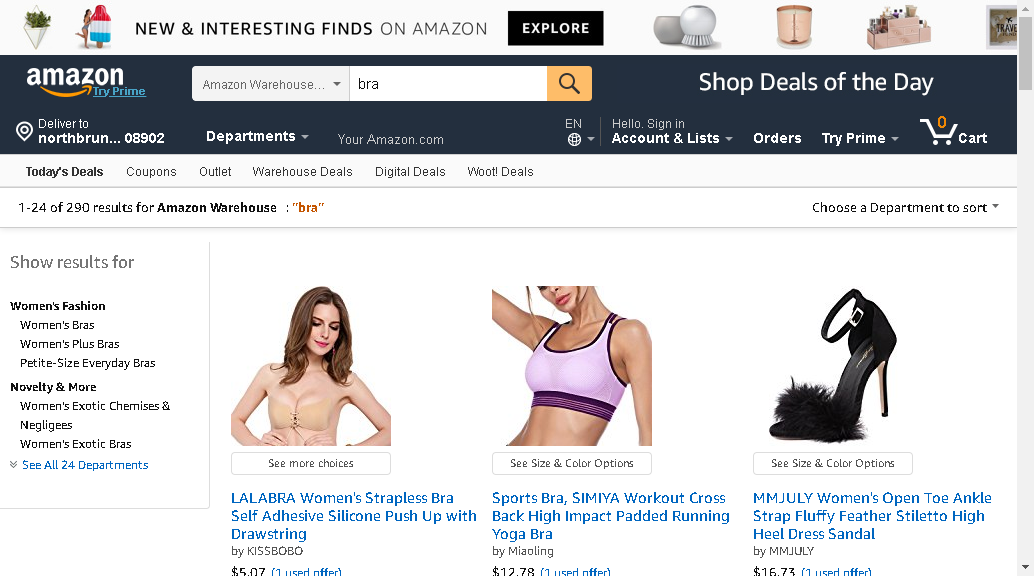 NEW & INTERESTING FINDS ON AMAZON
EXPLORE
amazon
Try Prime
Amazon Warehouse...
bra
Shop Deals of the Day
Deliver to
northbrun... 08902
Departments
Your Amazon.com
EN
Hello. Sign in
Account & Lists
Orders
Try Prime
0
Cart
Today's Deals
Coupons
Outlet
Warehouse Deals
Digital Deals
Woot! Deals
1-24 of 290 results for Amazon Warehouse : "bra"
Choose a Department to sort
Show results for
Women's Fashion
Women's Bras
Women's Plus Bras
Petite-Size Everyday Bras
Novelty & More
Women's Exotic Chemises &
Negligees
Women's Exotic Bras
See All 24 Departments
See more choices
LALABRA Women's Strapless Bra
Self Adhesive Silicone Push Up with
Drawstring
by KISSBOBO
$5.07 (1 used offer)
See Size & Color Options
Sports Bra, SIMIYA Workout Cross
Back High Impact Padded Running
Yoga Bra
by Miaoling
$12.78 (1 used offer)
See Size & Color Options
MMJULY Women's Open Toe Ankle
Strap Fluffy Feather Stiletto High
Heel Dress Sandal
by MMJULY
$16.73 (1 used offer)